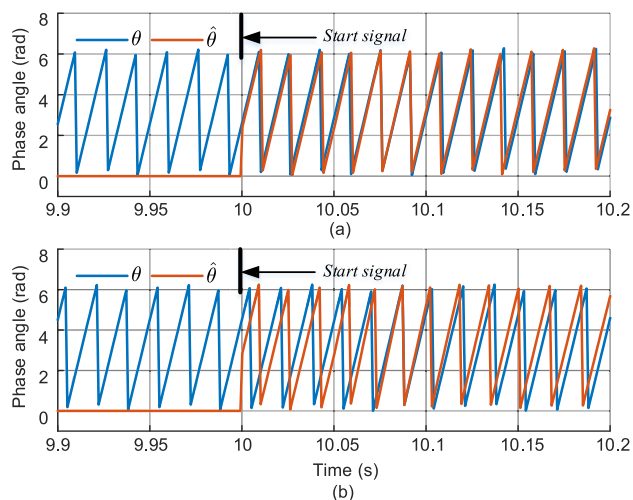 8
6
4
2
0
Phase angle (rad)
θ
θ̂
Start signal
9.9
9.95
10
10.05
10.1
10.15
10.2
(a)
8
6
4
2
0
Phase angle (rad)
θ
θ̂
Start signal
9.9
9.95
10
10.05
10.1
10.15
10.2
Time (s)
(b)